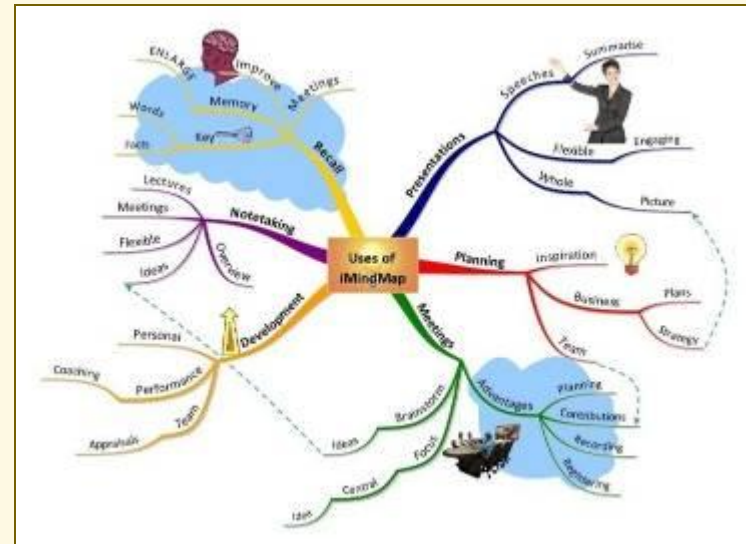 Uses of
iMindMap
Presentations
Speeches
Summarise
Flexible
Engaging
Whole
Picture
Planning
Inspiration
Business
Plans
Strategy
Team
Meetings
Advantages
Planning
Contributions
Recording
Registering
Brainstorm
Ideas
Focus
Central
Idea
Development
Personal
Performance
Coaching
Team
Appraisals
Notetaking
Lectures
Meetings
Flexible
Ideas
Overview
Recall
Memory
ENLARGE
Improve
Meetings
Key
Words
Facts